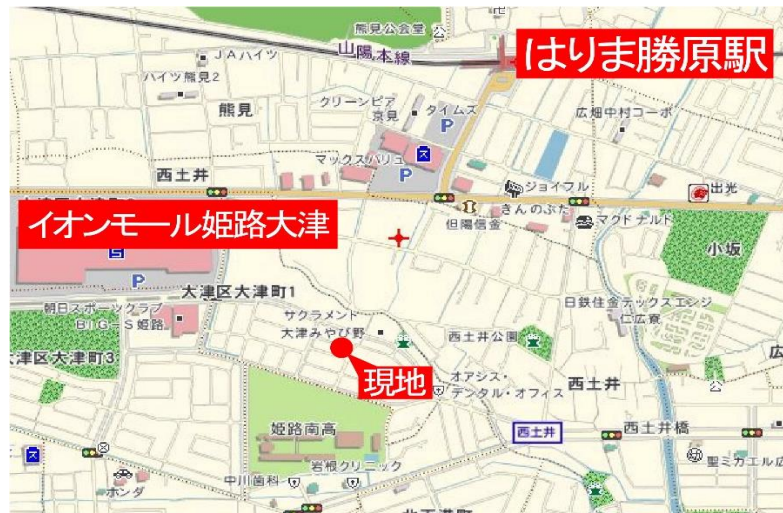 熊見公会堂
はりま勝原駅
山陽本線
JAハイツ
ハイツ熊見2
熊見
クリーンピア
京見
タイムズ
P
広畑中村コーポ
マックスバリュ
P
西土井
ジョイフル
出光
イオンモール姫路大津
但陽信金
きんのぶた
マクドナルド
小坂
P
大津区大津町1
朝日スポーツクラブ
BIG-S姫路
サクラメント
大津みやび野
西土井公園
日鉄住金テックスエンジ
仁広寮
大津区大津町3
現地
オアシス・
デンタル・オフィス
西土井
広
姫路南高
西土井
西土井橋
中川歯科
岩根クリニック
聖ミカエル広
ホンダ